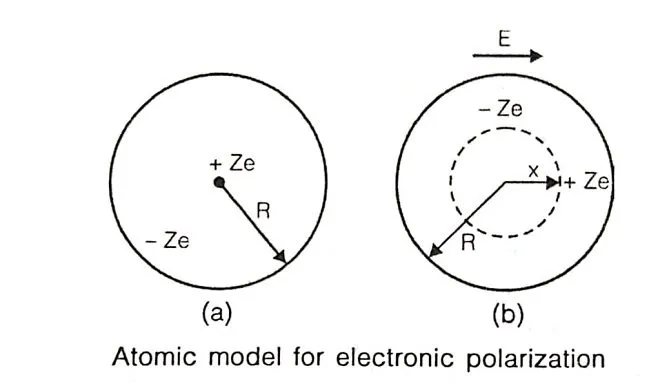 E
+ Ze
R
- Ze
- Ze
x
+ Ze
R
(a)
(b)
Atomic model for electronic polarization